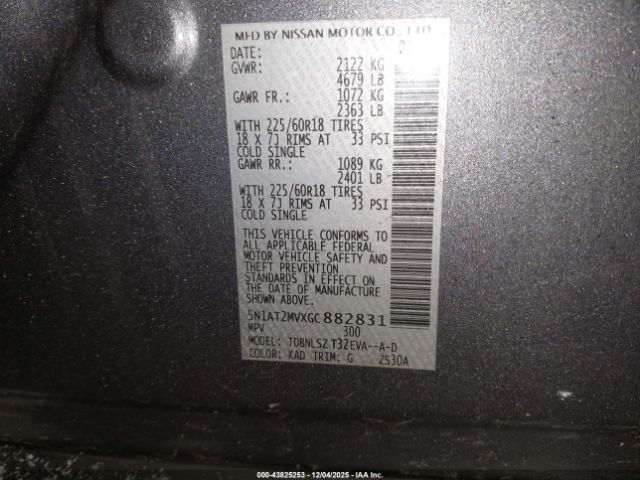 MFD BY NISSAN MOTOR CO., LTD.
DATE:
GVWR: 2122 KG
4679 LB
GAWR FR.: 1072 KG
2363 LB
WITH 225/60R18 TIRES
18 X 7J RIMS AT 33 PSI
COLD SINGLE
GAWR RR.: 1089 KG
2401 LB
WITH 225/60R18 TIRES
18 X 7J RIMS AT 33 PSI
COLD SINGLE
THIS VEHICLE CONFORMS TO
ALL APPLICABLE FEDERAL
MOTOR VEHICLE SAFETY AND
THEFT PREVENTION
STANDARDS IN EFFECT ON
THE DATE OF MANUFACTURE
SHOWN ABOVE.
5N1AT2MVXGC882831
MPV 300
MODEL: TDBNLSZ T32EVA--A-D
COLOR: KAD TRIM: G ZS30A
000-43825253 - 12/04/2025 - IAAI.COM